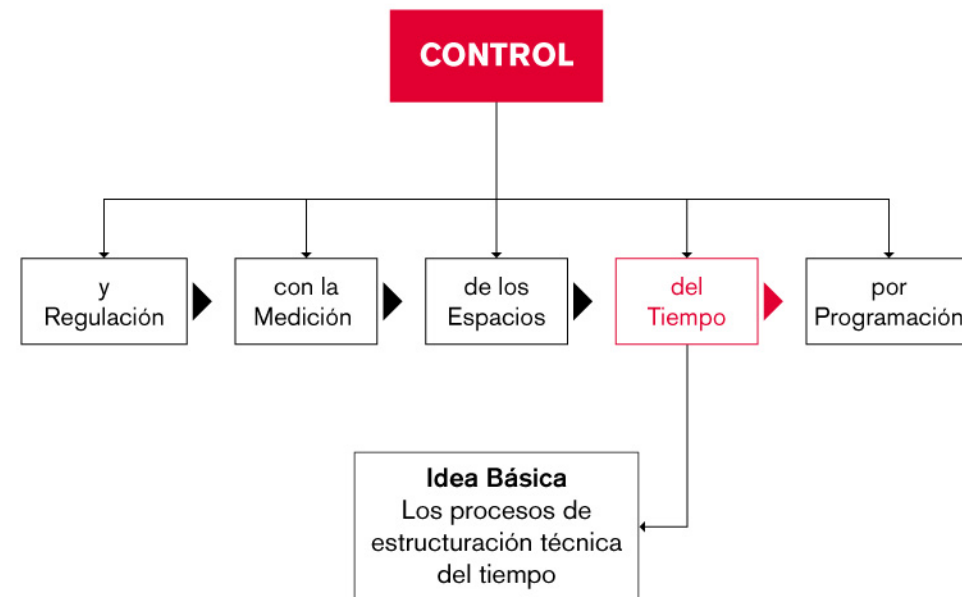 CONTROL
y
Regulación
con la
Medición
de los
Espacios
del
Tiempo
por
Programación
Idea Básica
Los procesos de
estructuración técnica
del tiempo